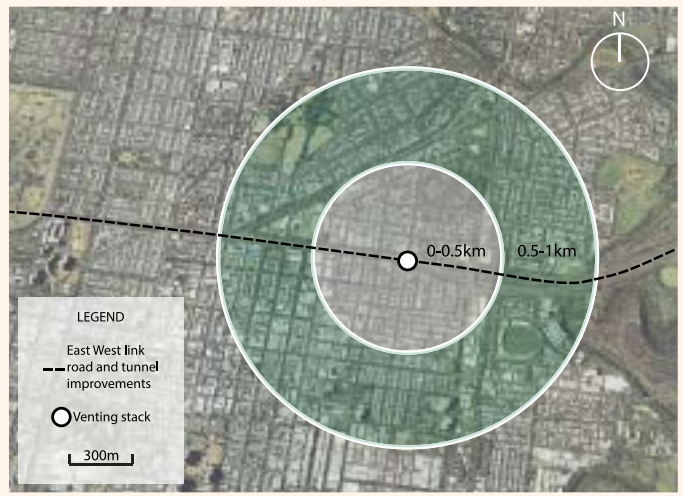 N
0-0.5km
0.5-1km
LEGEND
East West link
road and tunnel
improvements
Venting stack
300m